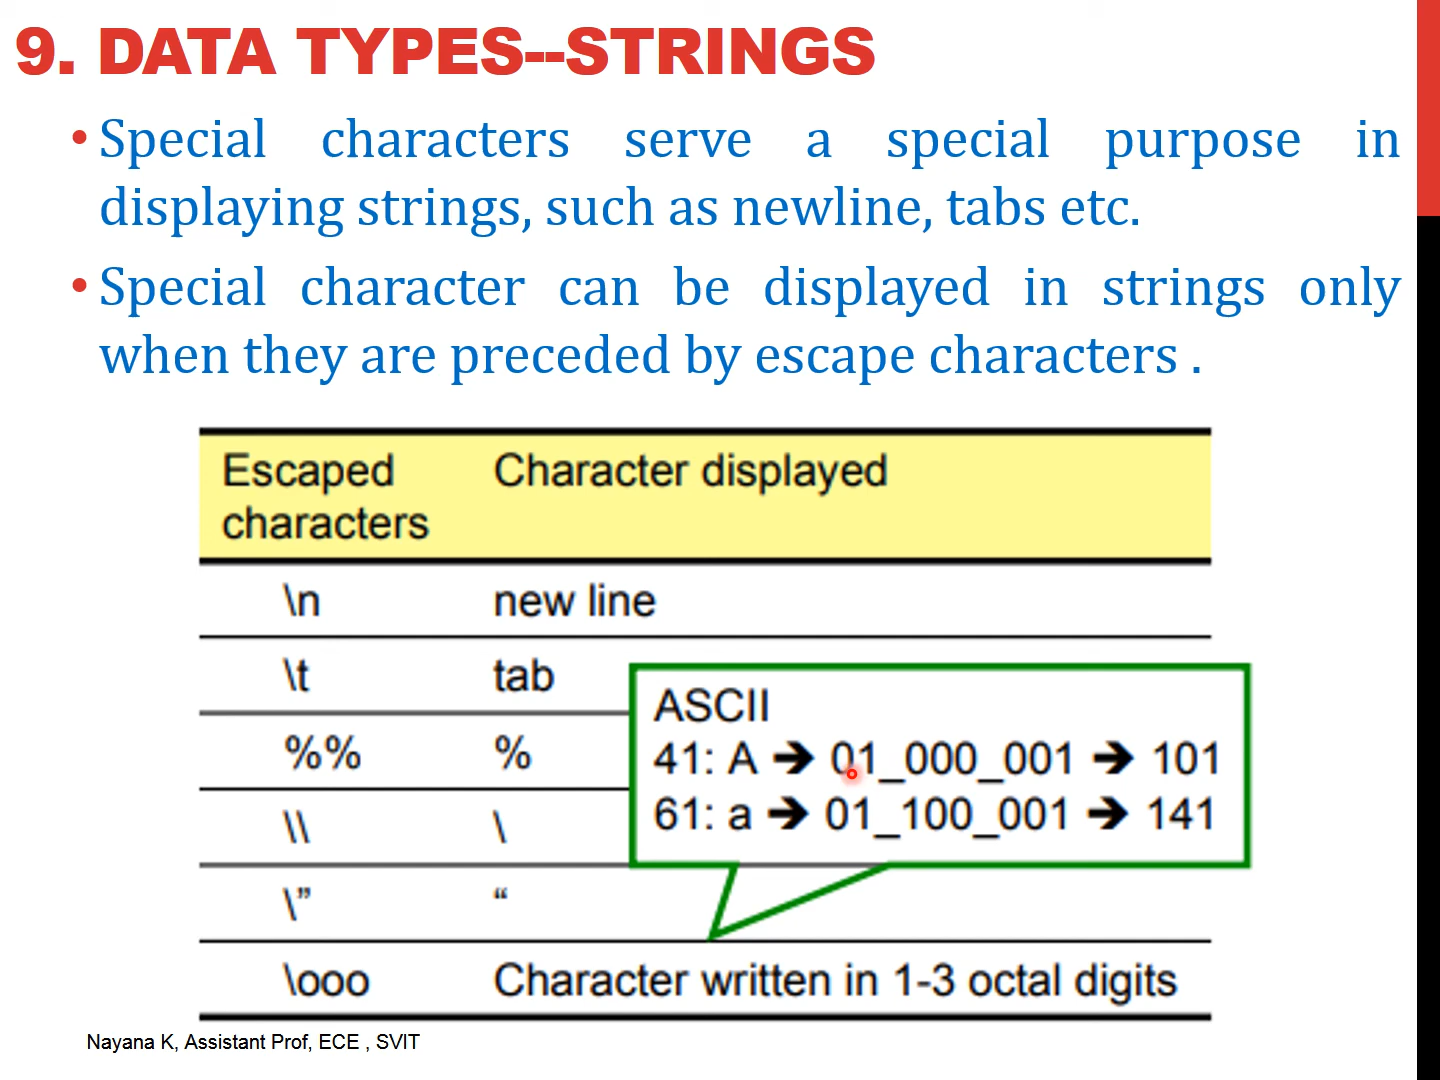 9. DATA TYPES--STRINGS
• Special characters serve a special purpose in
displaying strings, such as newline, tabs etc.
• Special character can be displayed in strings only
when they are preceded by escape characters .
Escaped characters Character displayed
\n new line
\t tab
%% %
\\ \
\” “
\ooo Character written in 1-3 octal digits
ASCII
41: A ➔ 01_000_001 ➔ 101
61: a ➔ 01_100_001 ➔ 141
Nayana K, Assistant Prof, ECE , SVIT